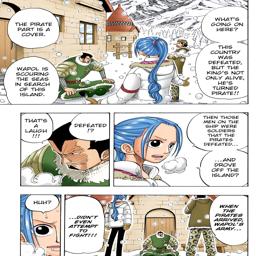 WHAT'S
GOING ON
HERE?
THIS
COUNTRY
WAS
DEFEATED,
BUT THE
KING'S NOT
ONLY ALIVE,
HE'S
TURNED
PIRATE!!
THE PIRATE
PART IS A
COVER.
WAPOL IS
SCOURING
THE SEAS
IN SEARCH
OF THIS
ISLAND.
THEN THOSE
MEN ON THE
SHIP WERE
SOLDIERS
THAT THE
PIRATES
DEFEATED...
...AND
DROVE OFF
THE
ISLAND?
DEFEATED
!?
THAT'S
A
LAUGH
!!!
WHEN
THE PIRATES
ARRIVED,
WAPOL'S
ARMY...
...DIDN'T
EVEN
ATTEMPT
TO
FIGHT!!!
HUH?